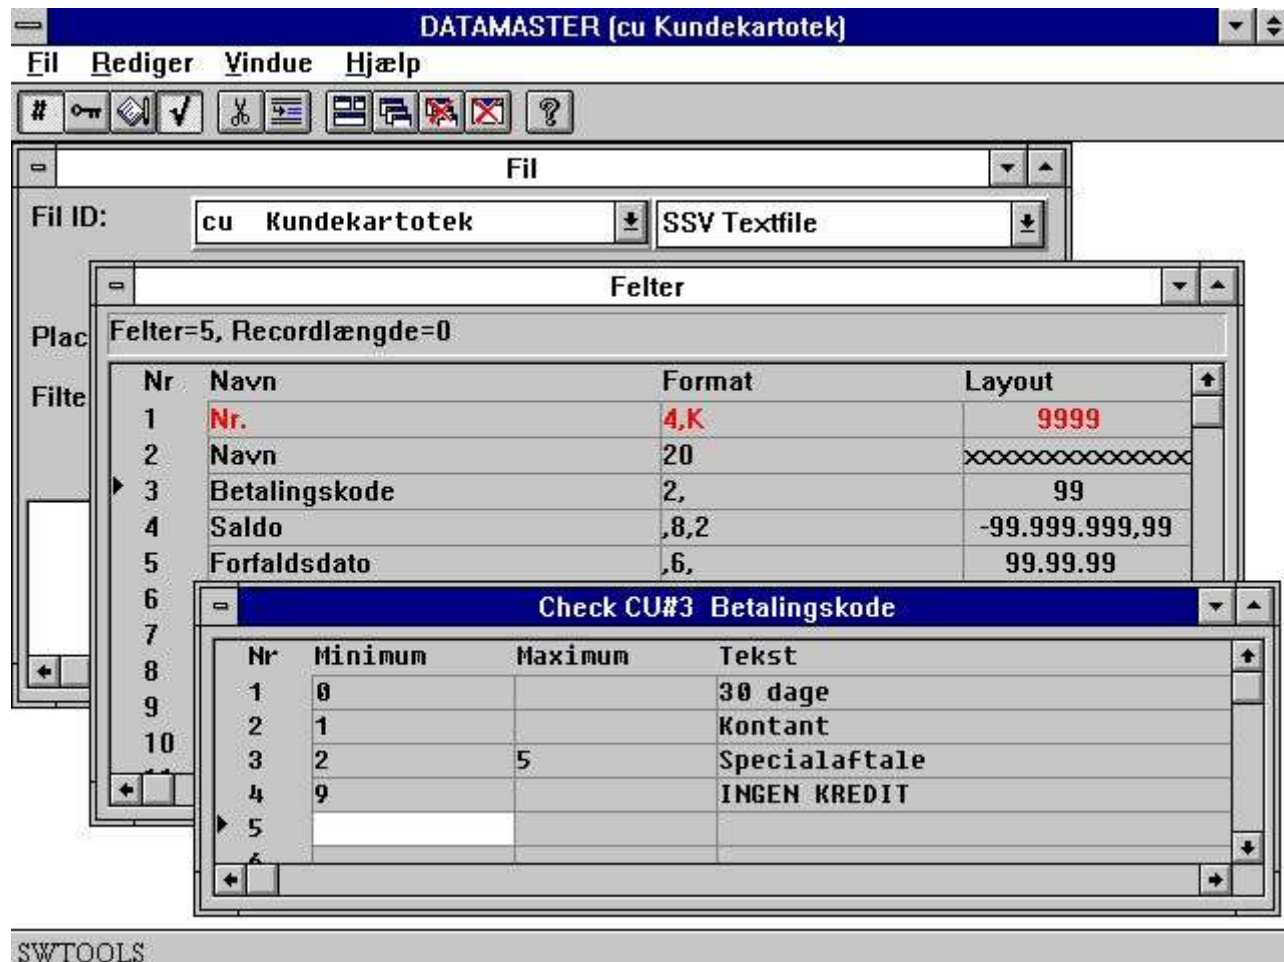 DATAMASTER (cu Kundekartotek)
Fil Rediger Vindue Hjælp
#
Fil
Fil ID: cu Kundekartotek SSV Textfile
Felter
Plac Felter=5, Recordlængde=0
Filte
Nr Navn Format Layout
1 Nr. 4,K 9999
2 Navn 20 xxxxxxxxxxxxxxxx
3 Betalingskode 2, 99
4 Saldo ,8,2 -99.999.999,99
5 Forfaldsdato ,6, 99.99.99
6
7
8
9
10
Check CU#3 Betalingskode
Nr Minimum Maximum Tekst
1 0 30 dage
2 1 Kontant
3 2 5 Specialaftale
4 9 INGEN KREDIT
5
SWTOOLS